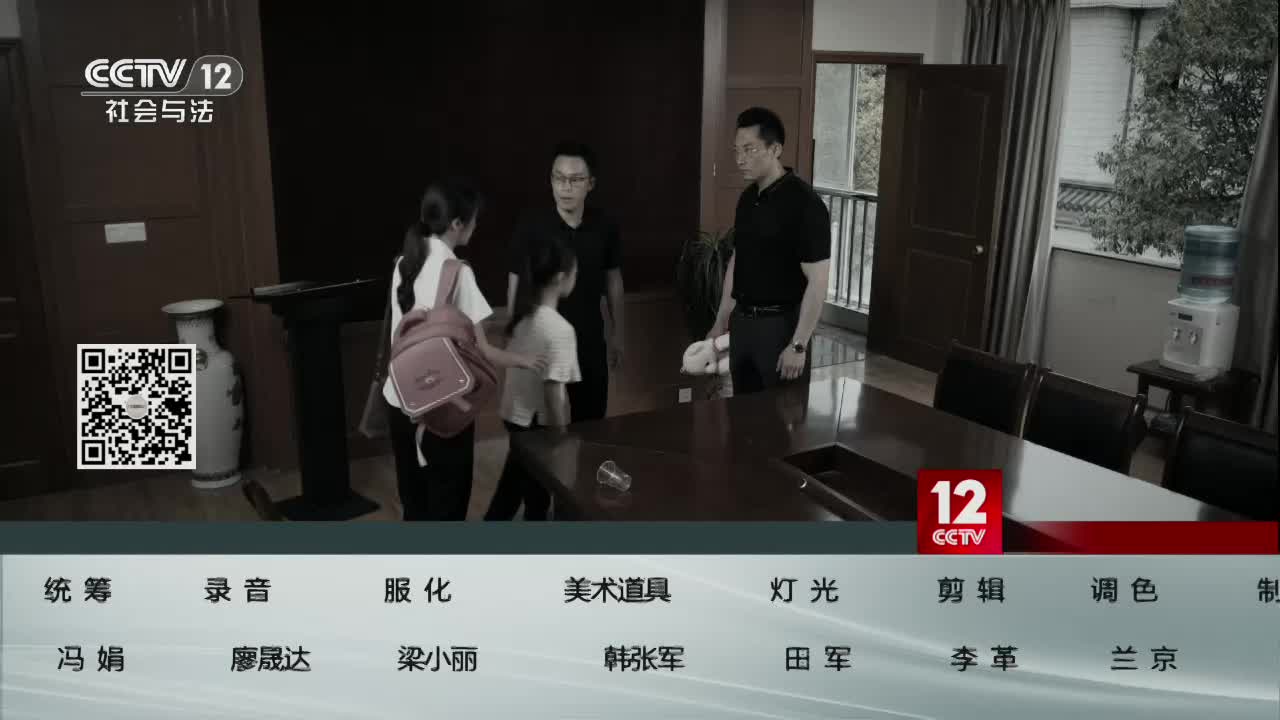 CCTV 12
社会与法
12
CCTV
统筹 录音 服化 美术道具 灯光 剪辑 调色 制
冯娟 廖晟达 梁小丽 韩张军 田军 李革 兰京